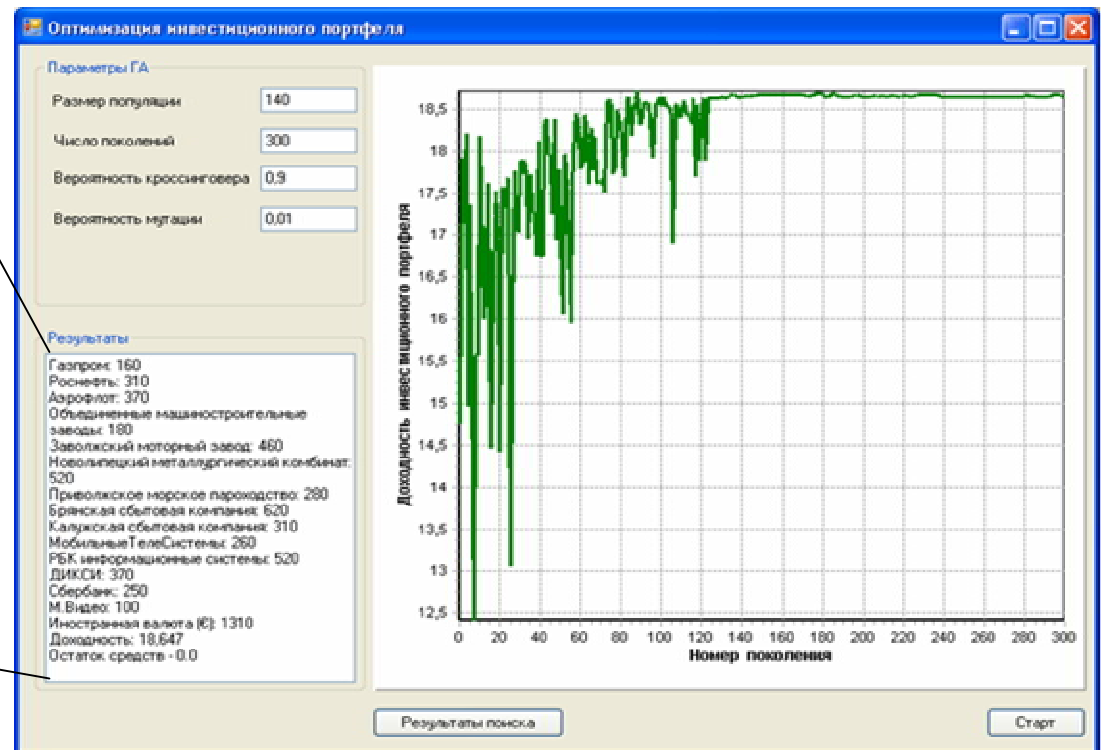 Оптимизация инвестиционного портфеля
Параметры ГА
Размер популяции 140
Число поколений 300
Вероятность кроссинговера 0,9
Вероятность мутации 0,01
Результаты
Газпром: 160
Роснефть: 310
Аэрофлот: 370
Объединенные машиностроительные
заводы: 180
Заволжский моторный завод: 460
Новолипецкий металлургический комбинат:
520
Приволжское морское пароходство: 280
Брянская сбытовая компания: 620
Калужская сбытовая компания: 310
МобильныеТелеСистемы: 260
РБК информационные системы: 520
ДИКСИ: 370
Сбербанк: 250
М.Видео: 100
Иностранная валюта (€): 1310
Доходность: 18,647
Остаток средств - 0.0
Доходность инвестиционного портфеля
18,5
18
17,5
17
16,5
16
15,5
15
14,5
14
13,5
13
12,5
0 20 40 60 80 100 120 140 160 180 200 220 240 260 280 300
Номер поколения
Результаты поиска
Старт